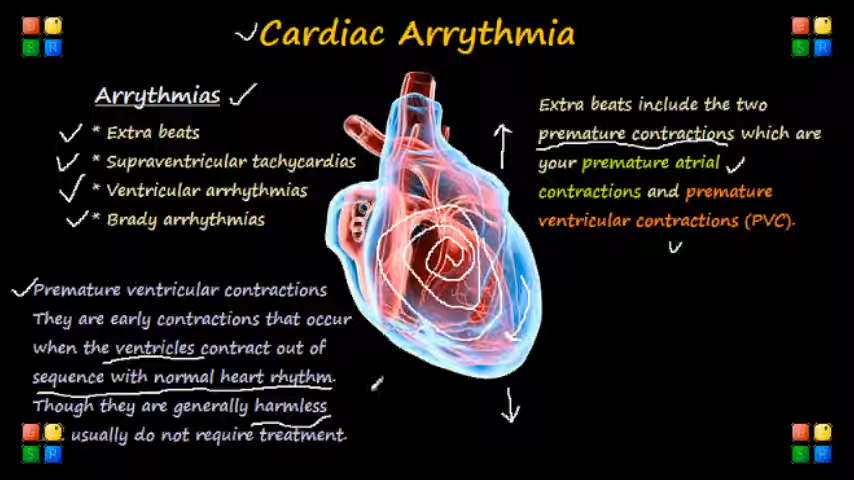 Cardiac Arrythmia
Arrythmias
* Extra beats
* Supraventricular tachycardias
* Ventricular arrhythmias
* Brady arrhythmias
Premature ventricular contractions
They are early contractions that occur
when the ventricles contract out of
sequence with normal heart rhythm.
Though they are generally harmless
usually do not require treatment.
Extra beats include the two
premature contractions which are
your premature atrial
contractions and premature
ventricular contractions (PVC).